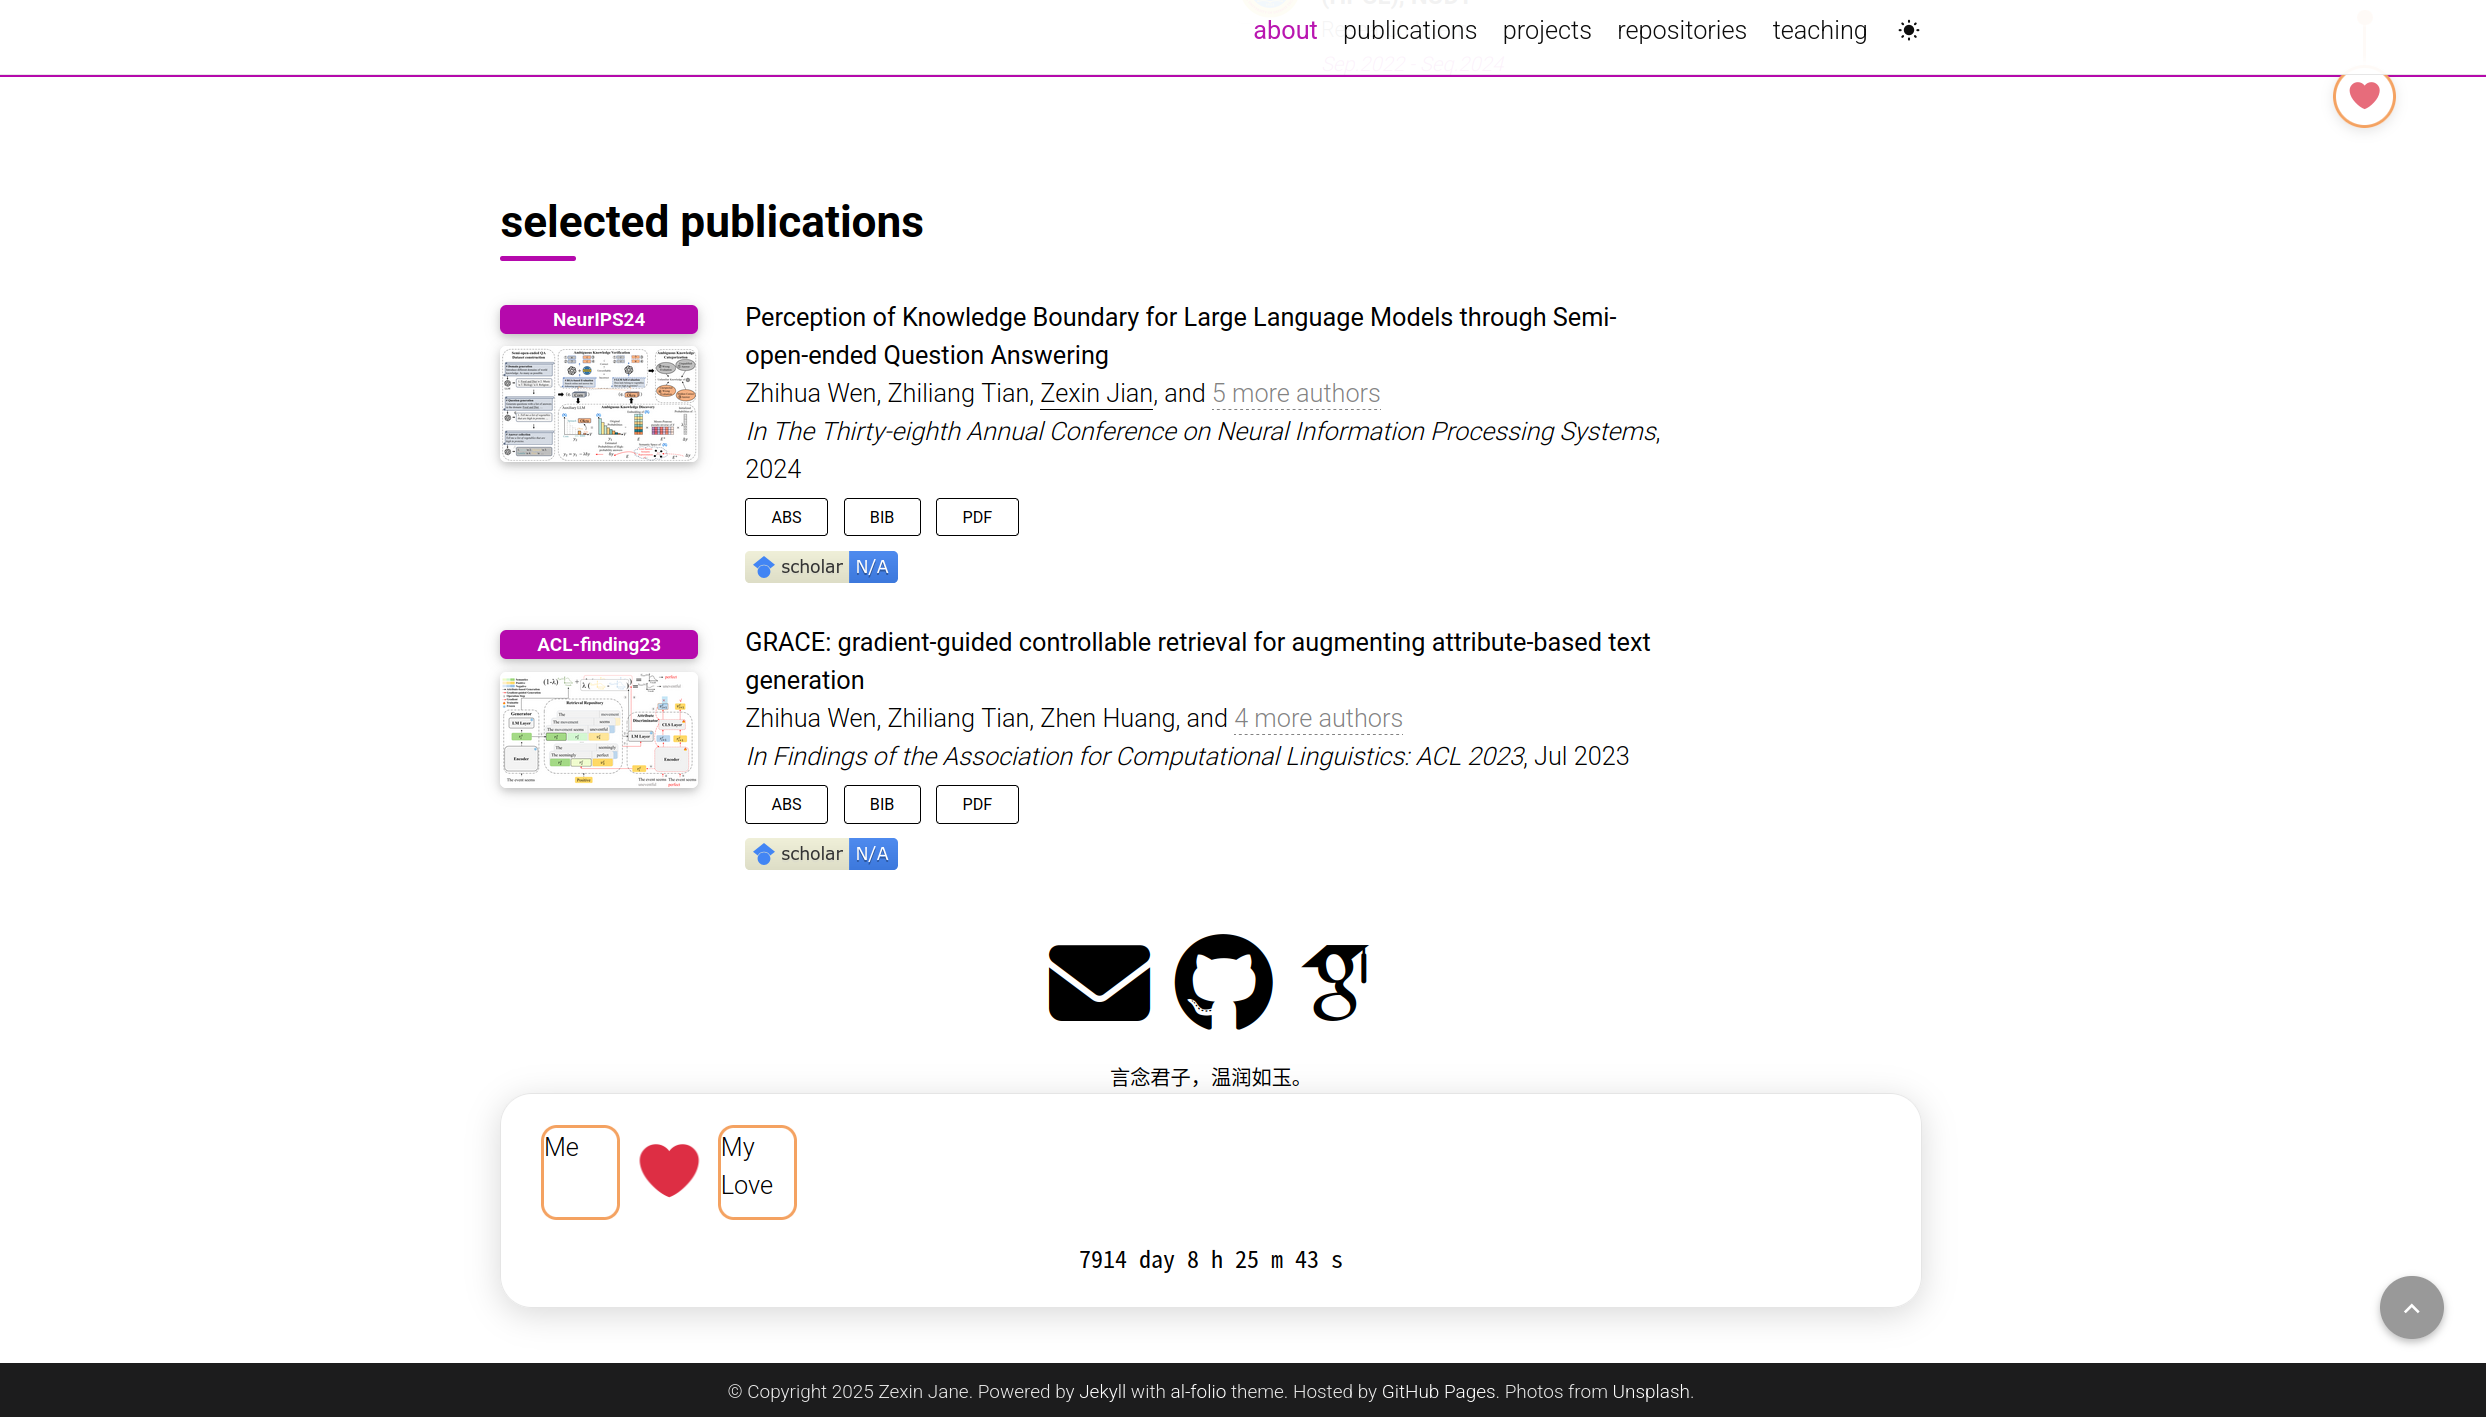 about publications projects repositories teaching
selected publications
NeurIPS24
Perception of Knowledge Boundary for Large Language Models through Semi-
open-ended Question Answering
Zhihua Wen, Zhiliang Tian, Zexin Jian, and 5 more authors
In The Thirty-eighth Annual Conference on Neural Information Processing Systems,
2024
ABS BIB PDF
scholar N/A
ACL-finding23
GRACE: gradient-guided controllable retrieval for augmenting attribute-based text
generation
Zhihua Wen, Zhiliang Tian, Zhen Huang, and 4 more authors
In Findings of the Association for Computational Linguistics: ACL 2023, Jul 2023
ABS BIB PDF
scholar N/A
言念君子，温润如玉。
Me
My
Love
7914 day 8 h 25 m 43 s
© Copyright 2025 Zexin Jane. Powered by Jekyll with al-folio theme. Hosted by GitHub Pages. Photos from Unsplash.